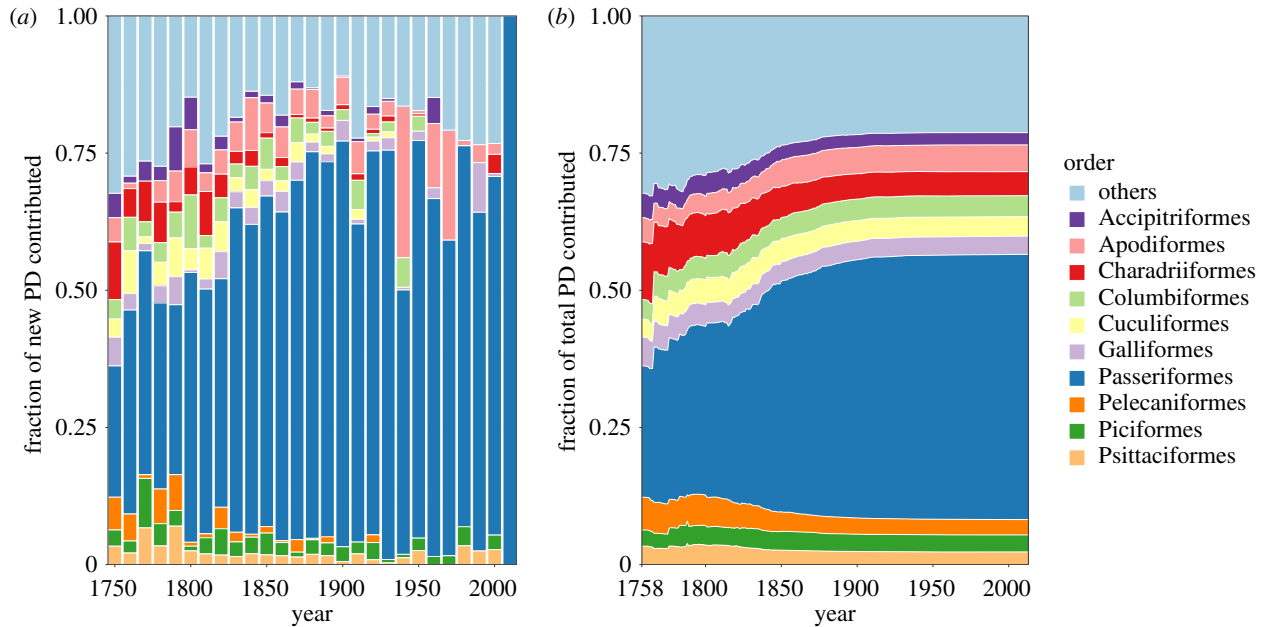 (a)
fraction of new PD contributed
1.00
0.75
0.50
0.25
0
1750
1800
1850
1900
1950
2000
year
(b)
fraction of total PD contributed
1.00
0.75
0.50
0.25
0
1758
1800
1850
1900
1950
2000
year
order
others
Accipitriformes
Apodiformes
Charadriiformes
Columbiformes
Cuculiformes
Galliformes
Passeriformes
Pelecaniformes
Piciformes
Psittaciformes